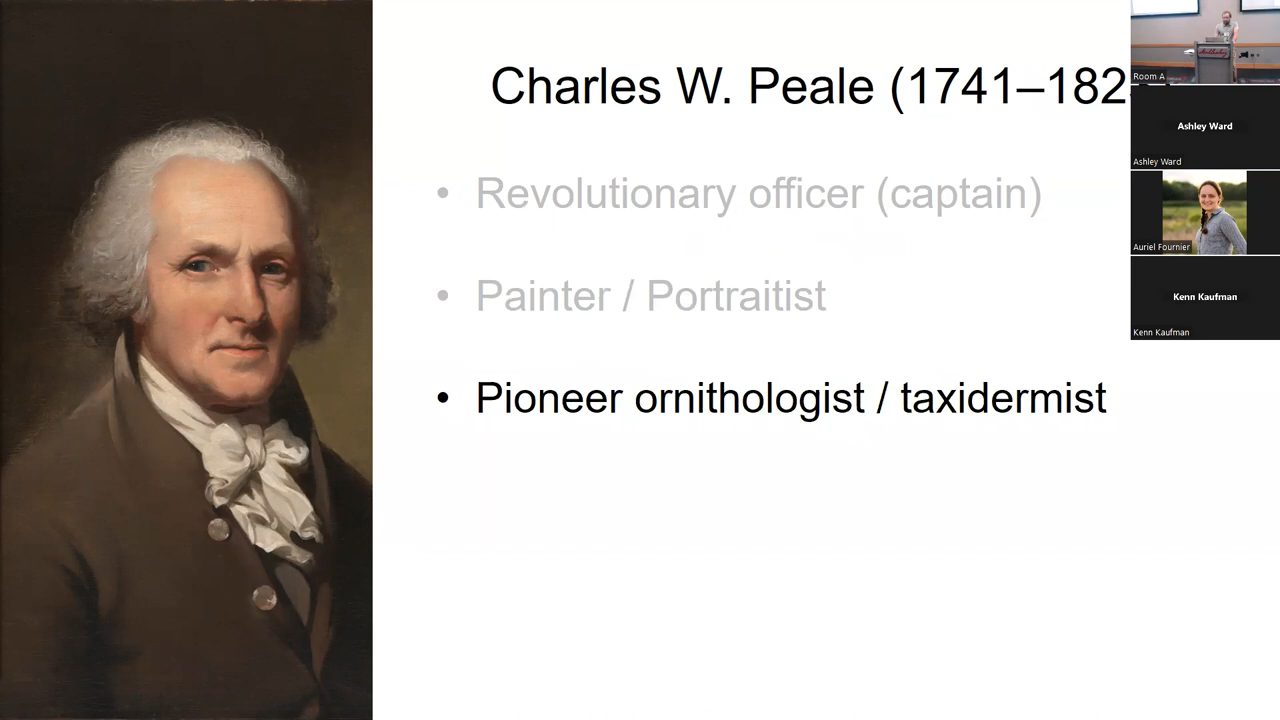 Charles W. Peale (1741–182
• Revolutionary officer (captain)
• Painter / Portraitist
• Pioneer ornithologist / taxidermist
Room A
Ashley Ward
Ashley Ward
Auriel Fournier
Kenn Kaufman
Kenn Kaufman